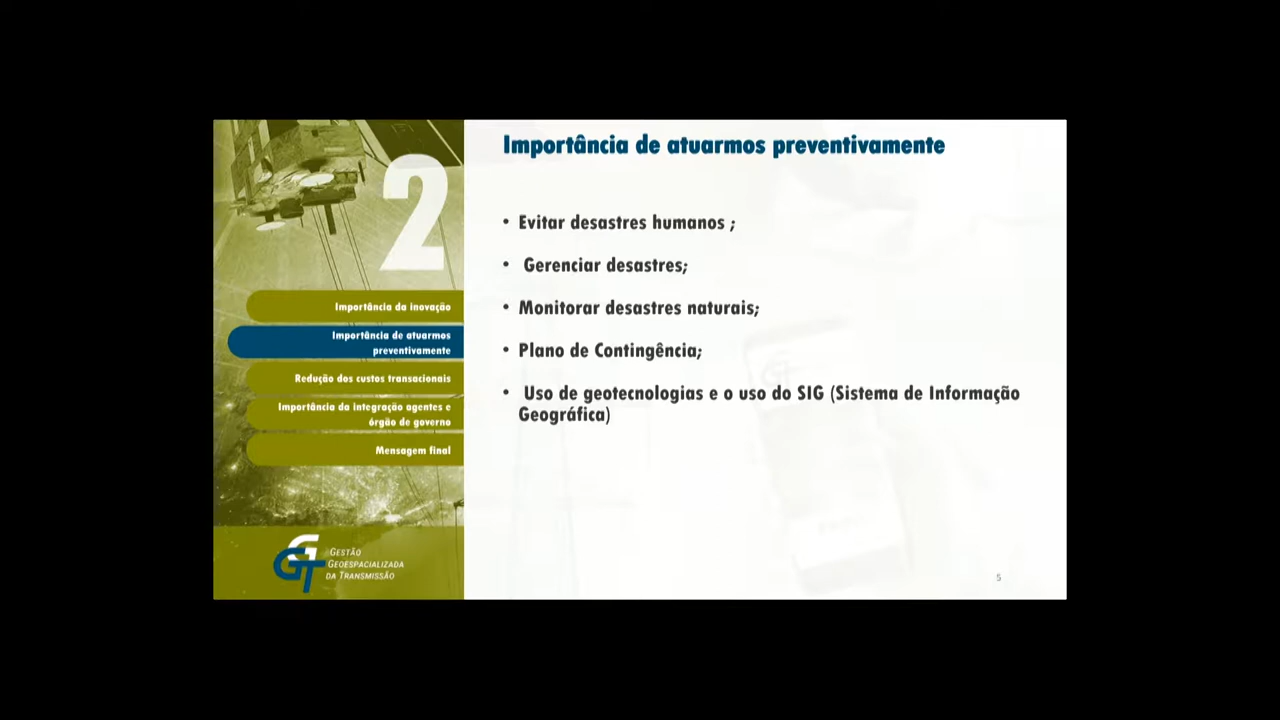 2
Importância da inovação
Importância de atuarmos
preventivamente
Redução dos custos transacionais
Importância da integração agentes e
órgão de governo
Mensagem final
GGT
GESTÃO
GEOESPACIALIZADA
DA TRANSMISSÃO
Importância de atuarmos preventivamente
• Evitar desastres humanos ;
• Gerenciar desastres;
• Monitorar desastres naturais;
• Plano de Contingência;
• Uso de geotecnologias e o uso do SIG (Sistema de Informação
Geográfica)
5